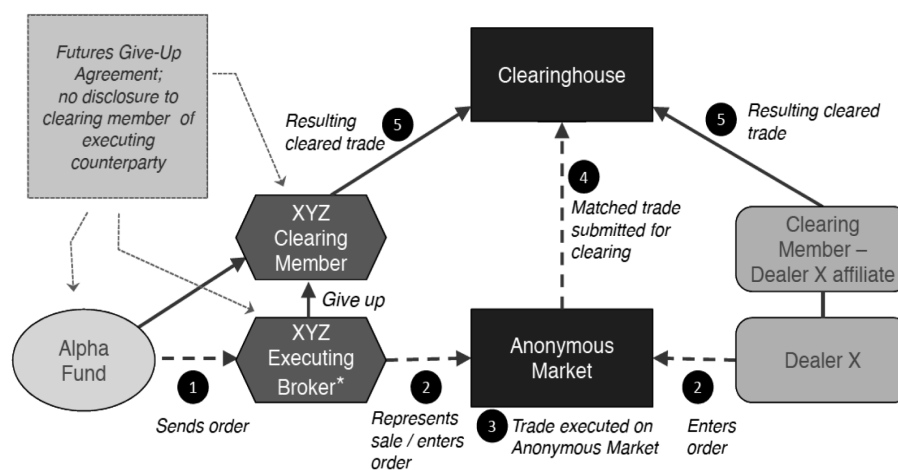 Futures Give-Up
Agreement;
no disclosure to
clearing member of
executing
counterparty
Clearinghouse
Resulting
cleared trade
5
5
Resulting cleared
trade
4
Matched trade
submitted for
clearing
XYZ
Clearing
Member
Clearing
Member –
Dealer X affiliate
Give up
Alpha
Fund
XYZ
Executing
Broker*
Anonymous
Market
Dealer X
1
Sends order
2
Represents
sale / enters
order
3
Trade executed on
Anonymous Market
2
Enters
order